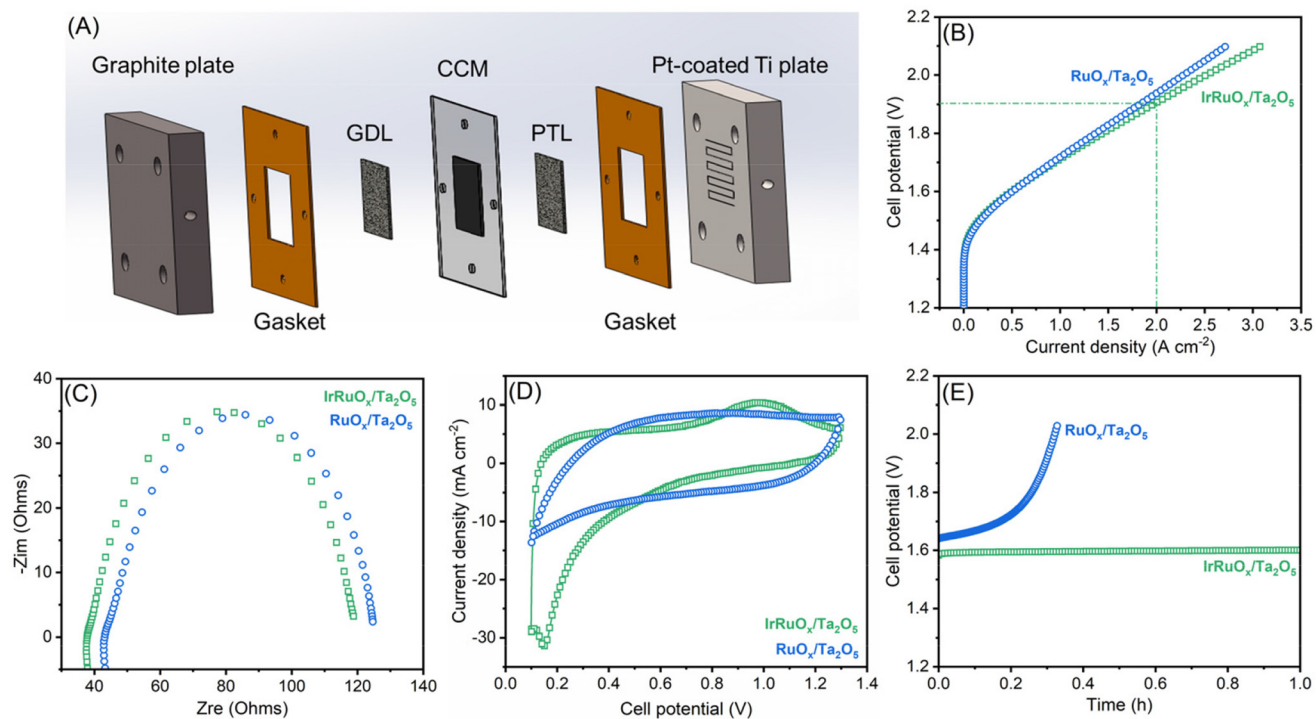 (A)
Graphite plate
GDL
CCM
PTL
Pt-coated Ti plate
Gasket
Gasket
(B)
2.2
2.0
1.8
1.6
1.4
1.2
Cell potential (V)
RuOₓ/Ta₂O₅
IrRuOₓ/Ta₂O₅
0.0 0.5 1.0 1.5 2.0 2.5 3.0 3.5
Current density (A cm⁻²)
(C)
40
30
20
10
0
-Zim (Ohms)
IrRuOₓ/Ta₂O₅
RuOₓ/Ta₂O₅
40 60 80 100 120 140
Zre (Ohms)
(D)
10
0
-10
-20
-30
Current density (mA cm⁻²)
IrRuOₓ/Ta₂O₅
RuOₓ/Ta₂O₅
0.0 0.2 0.4 0.6 0.8 1.0 1.2 1.4
Cell potential (V)
(E)
2.2
2.0
1.8
1.6
1.4
1.2
Cell potential (V)
RuOₓ/Ta₂O₅
IrRuOₓ/Ta₂O₅
0.0 0.2 0.4 0.6 0.8 1.0
Time (h)